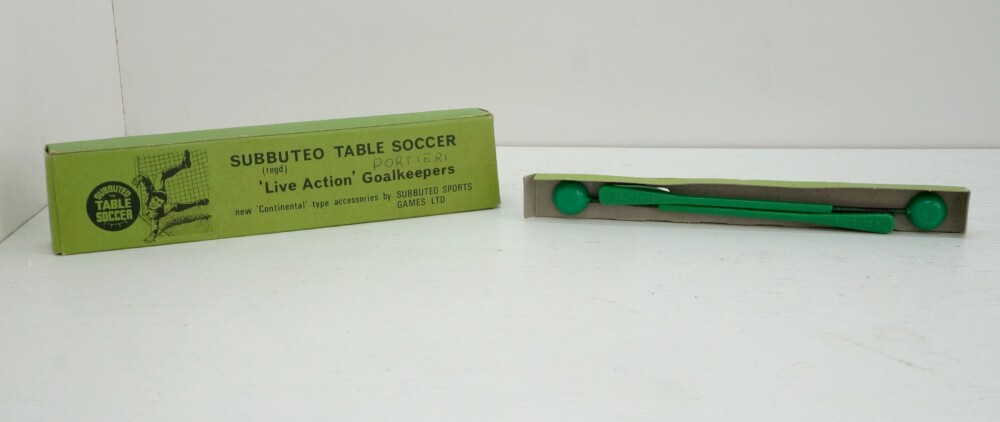 SUBBUTEO
TABLE
SOCCER
SUBBUTEO TABLE SOCCER
(regd)
PORTIERI
'Live Action' Goalkeepers
new 'Continental' type accessories by SUBBUTEO SPORTS
GAMES LTD